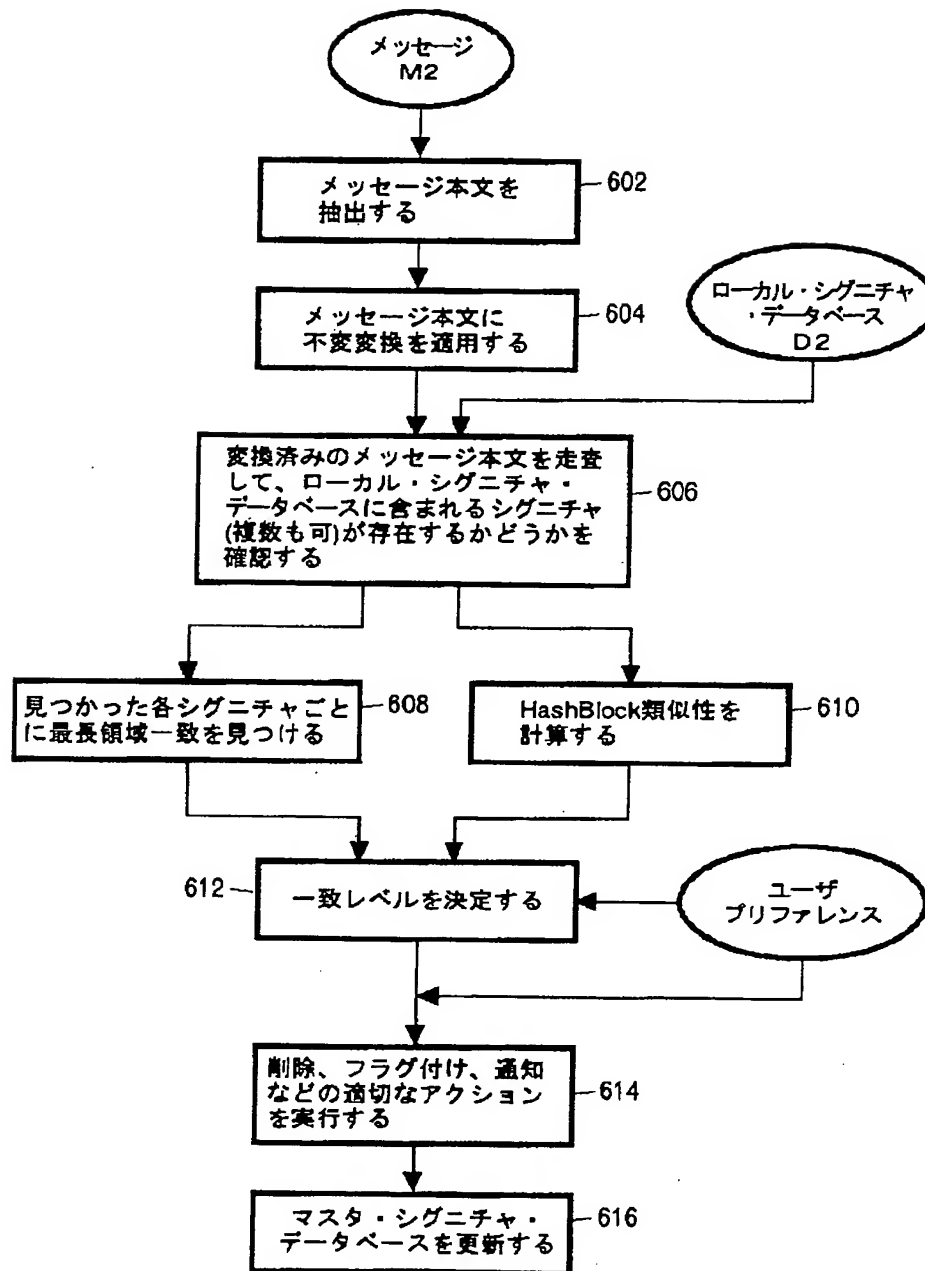 メッセージ
M2
メッセージ本文を
抽出する
602
メッセージ本文に
不変変換を適用する
604
ローカル・シグニチャ
・データベース
D2
変換済みのメッセージ本文を走査
して、ローカル・シグニチャ・
データベースに含まれるシグニチャ
(複数も可)が存在するかどうかを
確認する
606
見つかった各シグニチャごと
に最長領域一致を見つける
608
HashBlock類似性を
計算する
610
612
一致レベルを決定する
ユーザ
プリファレンス
削除、フラグ付け、通知
などの適切なアクション
を実行する
614
マスタ・シグニチャ・
データベースを更新する
616